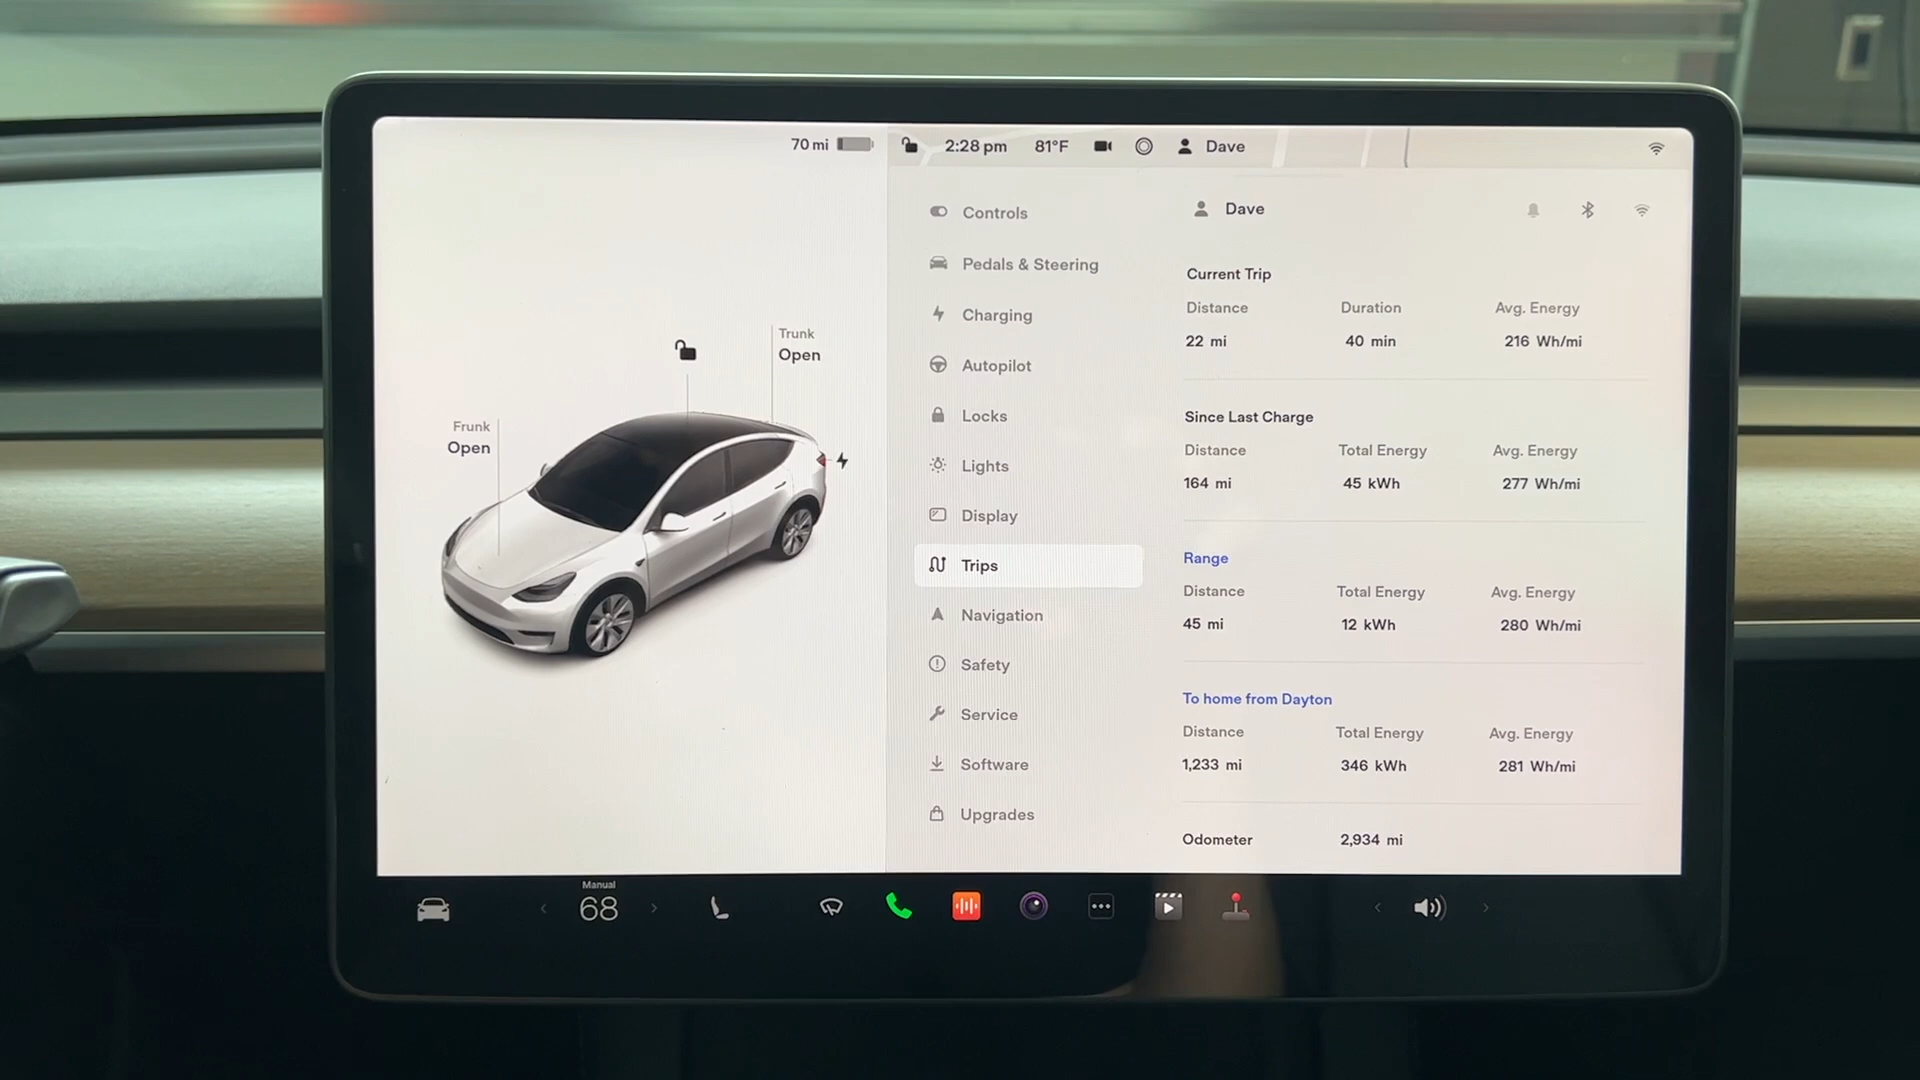 70 mi
2:28 pm 81°F Dave
Trunk
Open
Frunk
Open
Controls
Pedals & Steering
Charging
Autopilot
Locks
Lights
Display
Trips
Navigation
Safety
Service
Software
Upgrades
Dave
Current Trip
Distance Duration Avg. Energy
22 mi 40 min 216 Wh/mi
Since Last Charge
Distance Total Energy Avg. Energy
164 mi 45 kWh 277 Wh/mi
Range
Distance Total Energy Avg. Energy
45 mi 12 kWh 280 Wh/mi
To home from Dayton
Distance Total Energy Avg. Energy
1,233 mi 346 kWh 281 Wh/mi
Odometer 2,934 mi
Manual
68